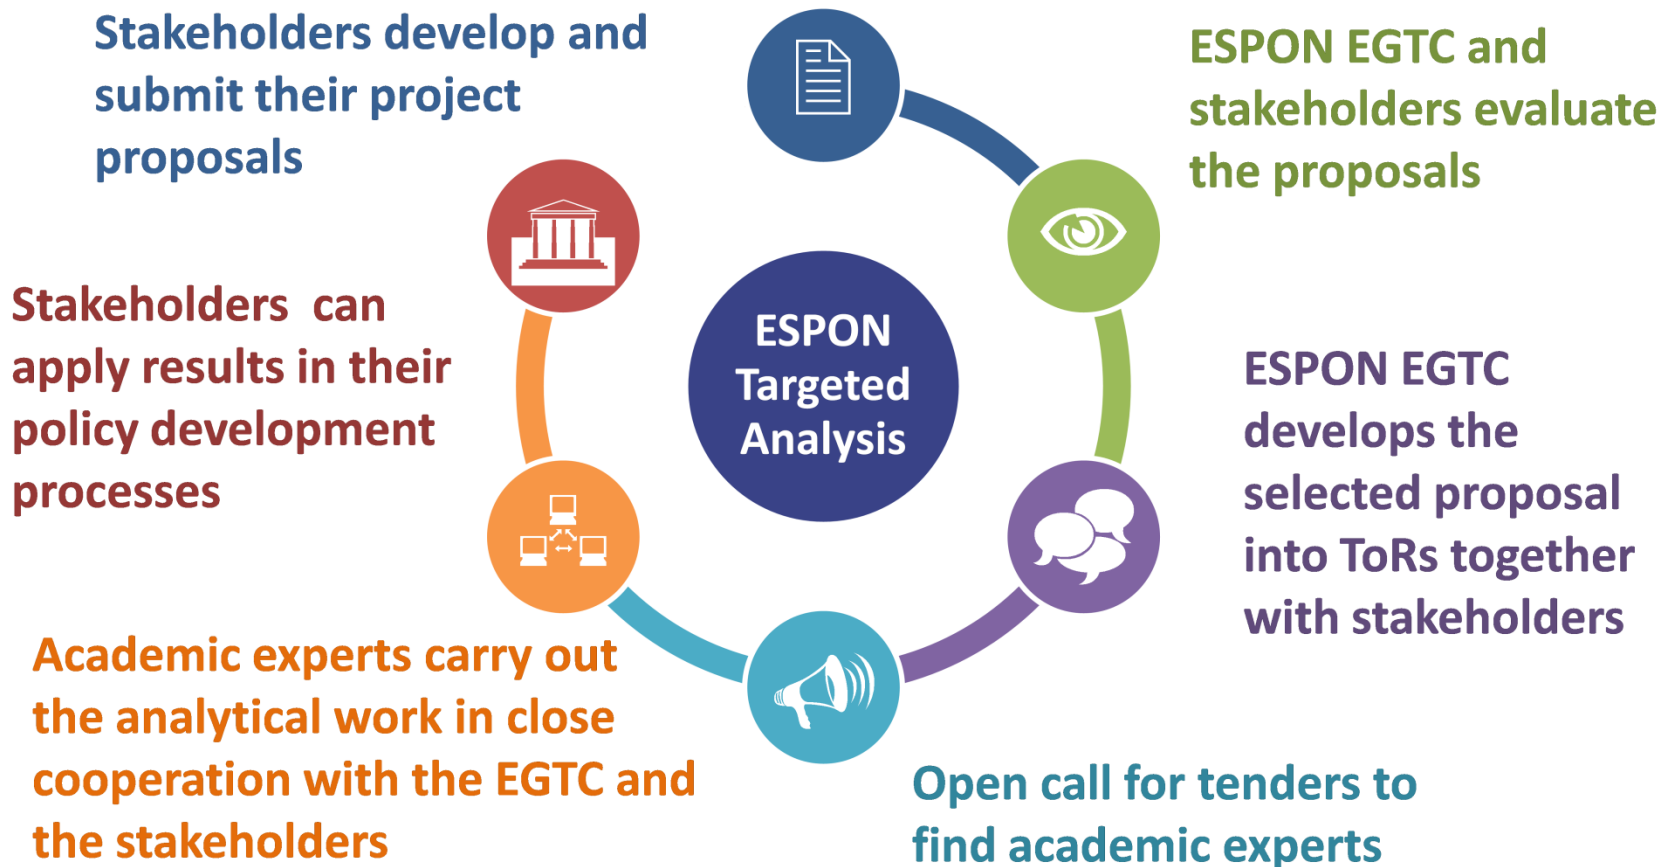 Stakeholders develop and
submit their project
proposals
ESPON EGTC and
stakeholders evaluate
the proposals
ESPON EGTC
develops the
selected proposal
into ToRs together
with stakeholders
Open call for tenders to
find academic experts
Academic experts carry out
the analytical work in close
cooperation with the EGTC and
the stakeholders
Stakeholders can
apply results in their
policy development
processes
ESPON
Targeted
Analysis